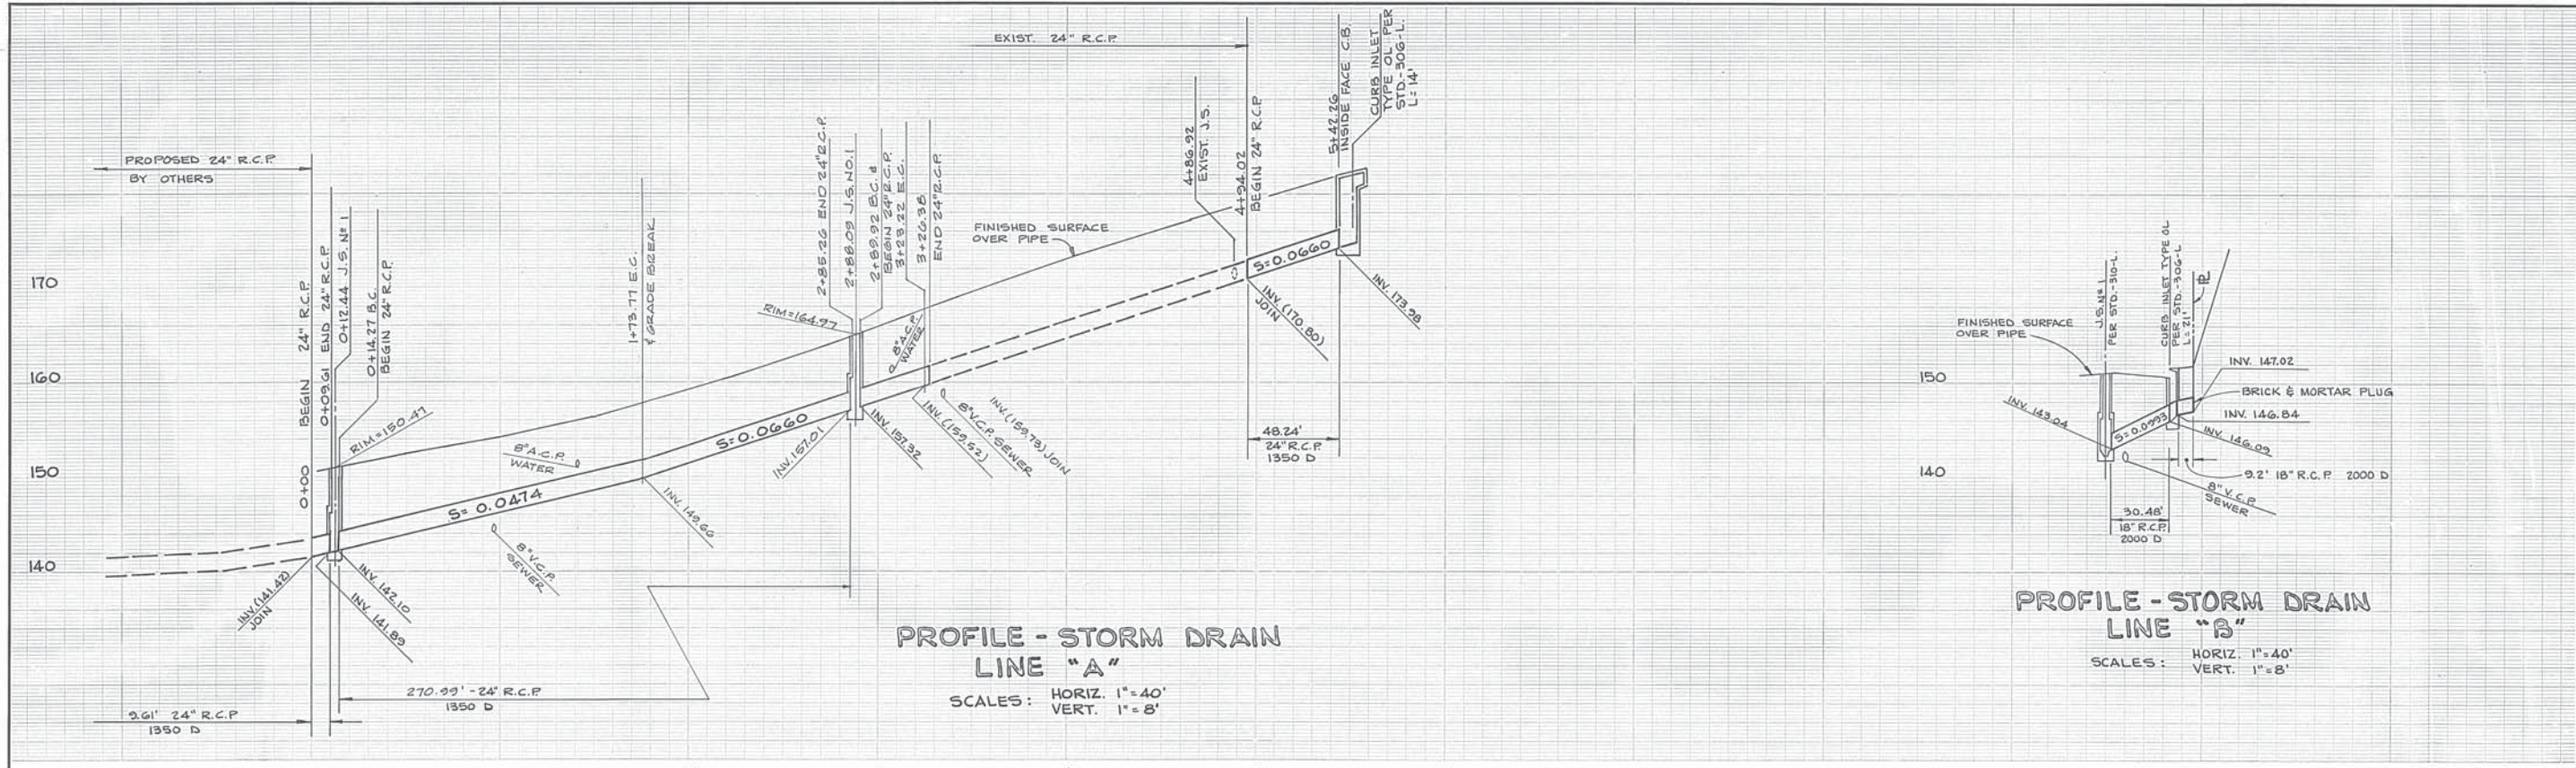 EXIST. 24" R.C.P.
PROPOSED 24" R.C.P.
BY OTHERS
BEGIN 24" R.C.P.
0+00
0+09.61 END 24" R.C.P.
0+12.44 J.S. Nº 1
0+14.27 B.C.
BEGIN 24" R.C.P.
RIM=150.47
1+73.77 E.C.
& GRADE BREAK
2+85.26 END 24" R.C.P.
2+88.09 J.S. NO.1
2+89.92 B.C. &
BEGIN 24" R.C.P.
3+23.22 E.C.
3+26.38
END 24" R.C.P.
RIM=164.97
FINISHED SURFACE
OVER PIPE
4+86.92
EXIST. J.S.
4+94.02
BEGIN 24" R.C.P
5+42.26
INSIDE FACE C.B.
CURB INLET
TYPE OL PER
STD.-306-L.
L=14'
170
160
150
140
8" A.C.P.
WATER
8" A.C.P.
WATER
S= 0.0474
S=0.0660
S=0.0660
INV. (141.42)
JOIN
INV. 142.10
INV. 141.89
8" V.C.P.
SEWER
INV. 149.66
INV. 157.01
INV. 157.32
INV. (159.52)
8" V.C.P. SEWER
INV. (159.73) JOIN
INV. (170.80)
JOIN
INV. 173.98
48.24'
24" R.C.P.
1350 D
270.99' - 24" R.C.P.
1350 D
9.61' 24" R.C.P
1350 D
PROFILE - STORM DRAIN
LINE "A"
SCALES: HORIZ. 1"=40'
VERT. 1"=8'
FINISHED SURFACE
OVER PIPE
J.S. Nº 1
PER STD.-310-L.
CURB INLET TYPE OL
PER STD.-306-L
L=21'
PL
150
140
INV. 147.02
BRICK & MORTAR PLUG
INV. 146.84
INV. 146.09
INV. 143.04
S=0.0993
9.2' 18" R.C.P. 2000 D
8" V.C.P.
SEWER
30.48'
18" R.C.P.
2000 D
PROFILE - STORM DRAIN
LINE "B"
SCALES: HORIZ. 1"=40'
VERT. 1"=8'